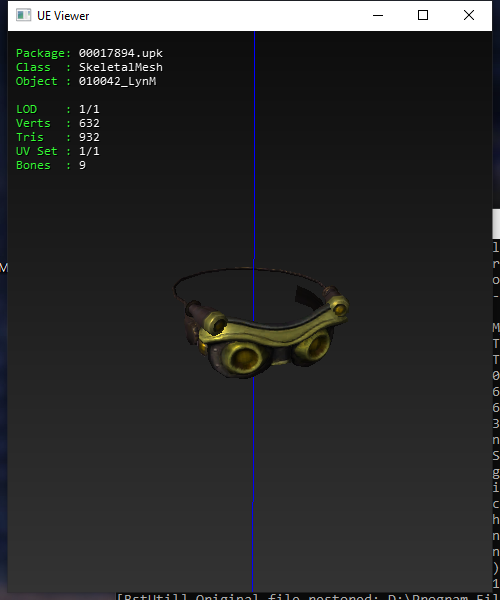 UE Viewer
Package: 00017894.upk
Class : SkeletalMesh
Object : 010042_LynM
LOD : 1/1
Verts : 632
Tris : 932
UV Set : 1/1
Bones : 9
M
l
r
o
-
M
T
T
0
6
6
3
n
S
g
i
c
h
n
n
)
1
[BstUtil] Original file restored: D:\Program Fil